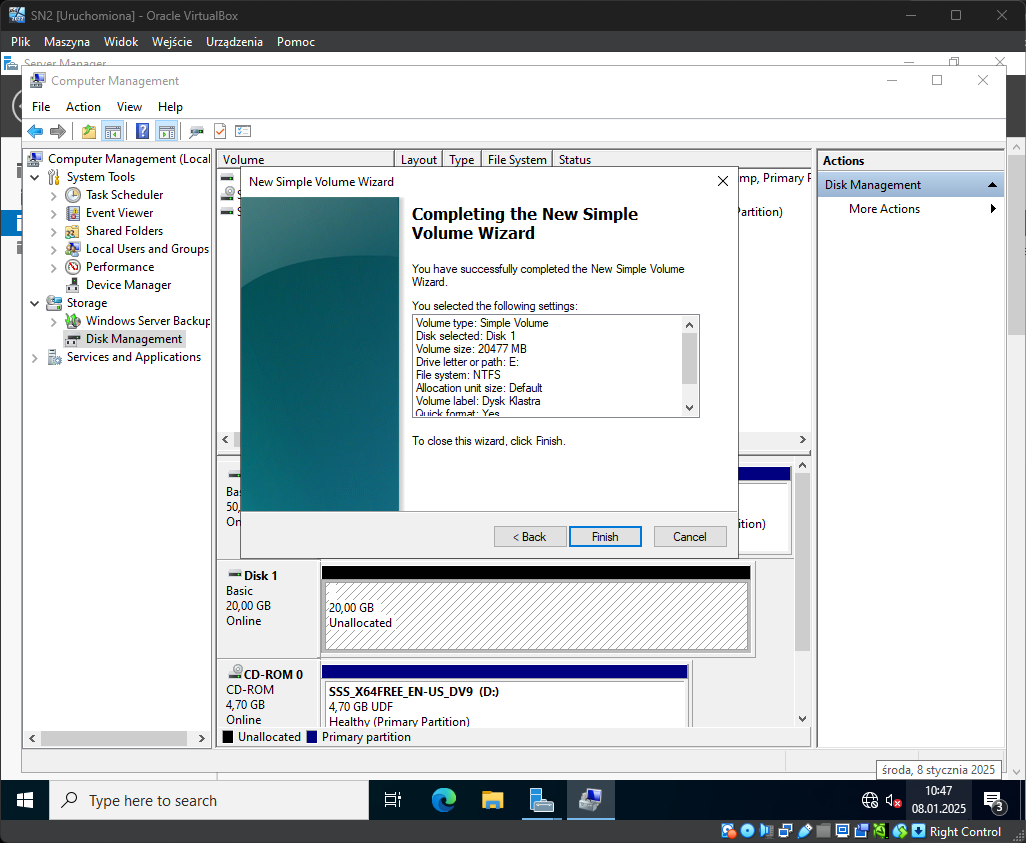 SN2 [Uruchomiona] - Oracle VirtualBox
Plik Maszyna Widok Wejście Urządzenia Pomoc
Server Manager
Computer Management
File Action View Help
Computer Management (Local
System Tools
Task Scheduler
Event Viewer
Shared Folders
Local Users and Groups
Performance
Device Manager
Storage
Windows Server Backup
Disk Management
Services and Applications
Volume Layout Type File System Status
mp, Primary P
Partition)
New Simple Volume Wizard
Completing the New Simple
Volume Wizard
You have successfully completed the New Simple Volume
Wizard.
You selected the following settings:
Volume type: Simple Volume
Disk selected: Disk 1
Volume size: 20477 MB
Drive letter or path: E:
File system: NTFS
Allocation unit size: Default
Volume label: Dysk Klastra
Quick format: Yes
To close this wizard, click Finish.
< Back Finish Cancel
Bas
50,
On
ition)
Disk 1
Basic
20,00 GB
Online
20,00 GB
Unallocated
CD-ROM 0
CD-ROM
4,70 GB
Online
SSS_X64FREE_EN-US_DV9 (D:)
4,70 GB UDF
Healthy (Primary Partition)
Unallocated Primary partition
Actions
Disk Management
More Actions
środa, 8 stycznia 2025
Type here to search
10:47
08.01.2025
3
Right Control